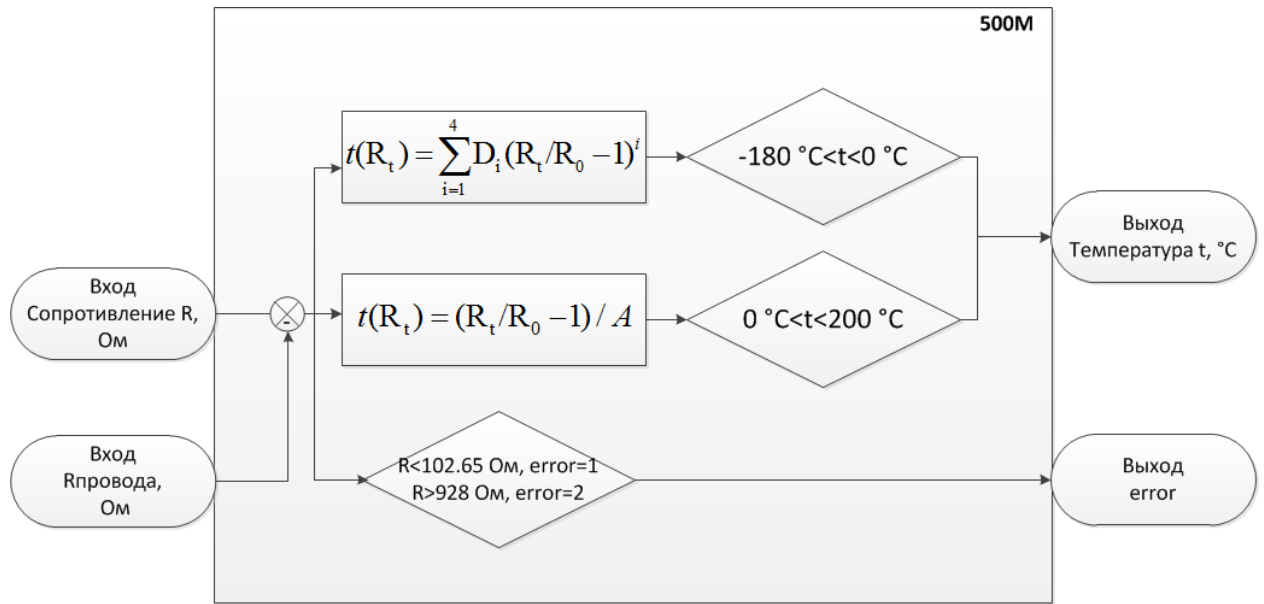 500М
t(Rt) = ∑ i=1 4 Di (Rt/R0 −1)^i
-180 °C<t<0 °C
Выход
Температура t, °C
Вход
Сопротивление R,
Ом
-
t(Rt) = (Rt/R0 −1) / A
0 °C<t<200 °C
Вход
Rпровода,
Ом
R<102.65 Ом, error=1
R>928 Ом, error=2
Выход
error